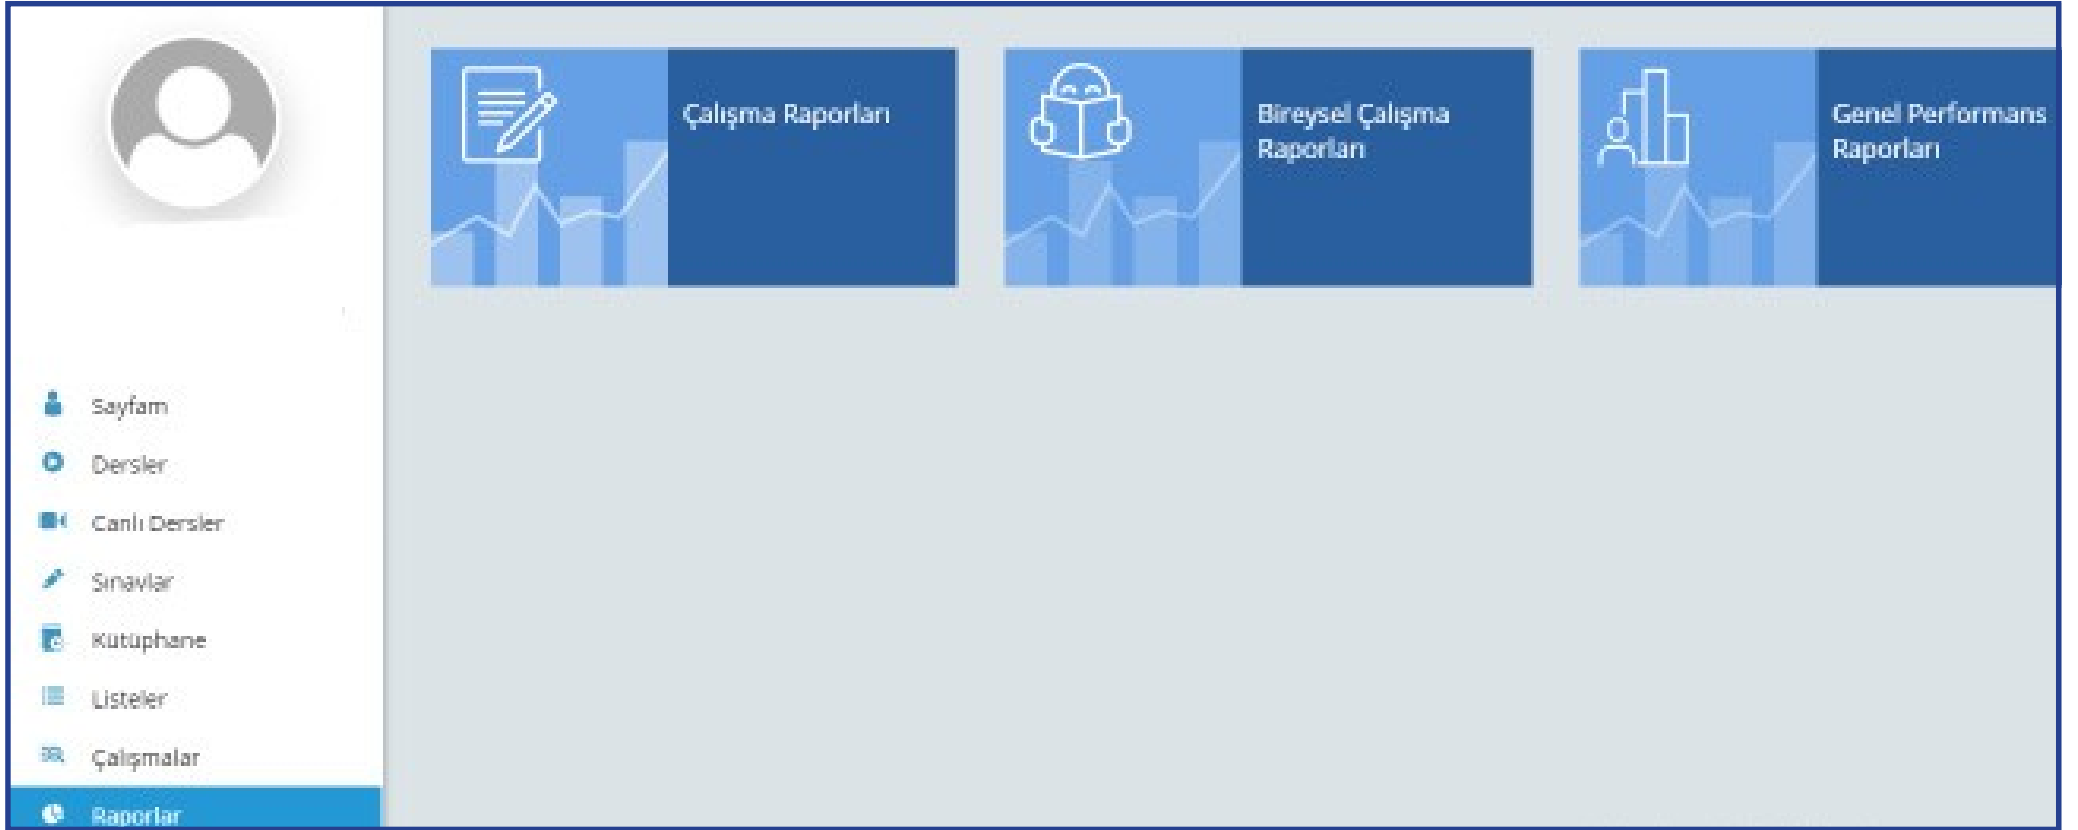 Çalışma Raporları
Bireysel Çalışma
Raporları
Genel Performans
Raporları
Sayfam
Dersler
Canlı Dersler
Sınavlar
Kütüphane
Listeler
Çalışmalar
Raporlar